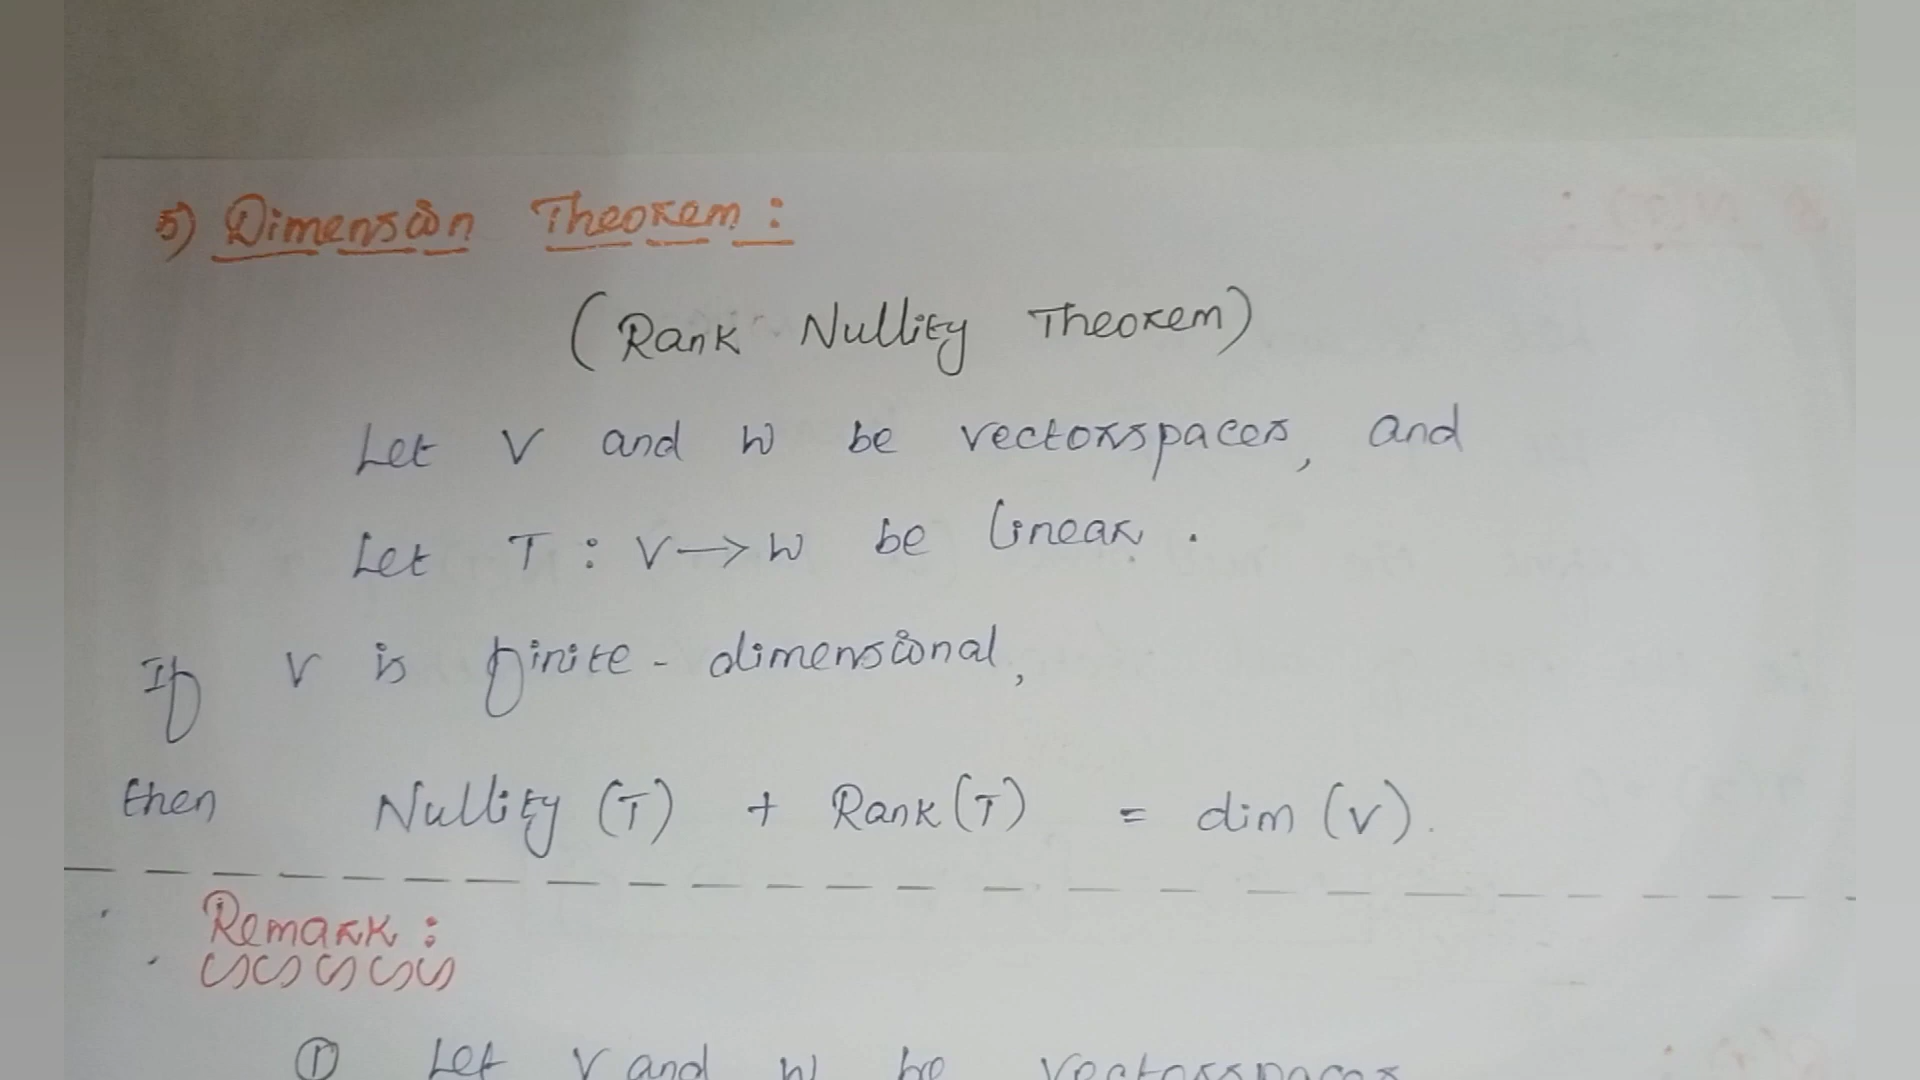 5) Dimension Theorem :
(Rank Nullity Theorem)
Let V and W be vectorspaces, and
Let T : V → W be linear .
If V is finite - dimensional,
then Nullity (T) + Rank (T) = dim (V).
Remark :
① Let V and W be vectorspaces